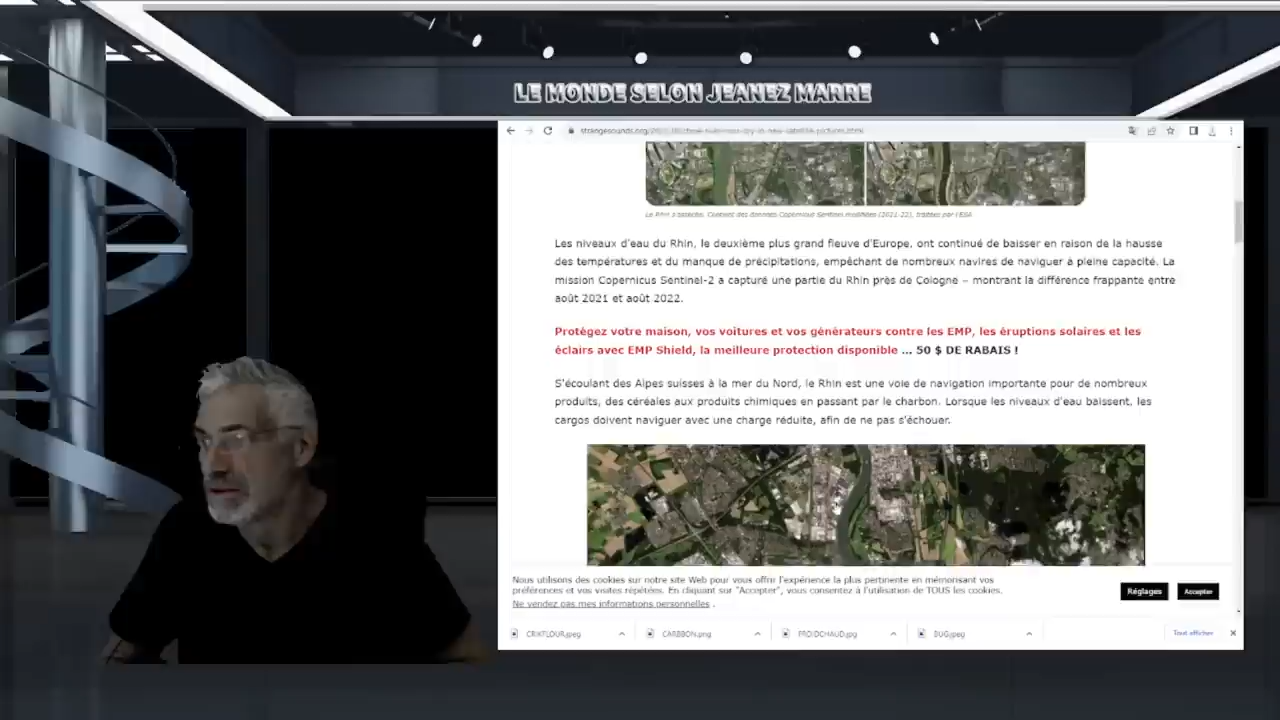 LE MONDE SELON JEANEZ MARRE
strangesounds.org/
Le Rhin s'assèche. Contient des données Copernicus Sentinel modifiées (2021-22), traitées par l'ESA
Les niveaux d'eau du Rhin, le deuxième plus grand fleuve d'Europe, ont continué de baisser en raison de la hausse
des températures et du manque de précipitations, empêchant de nombreux navires de naviguer à pleine capacité. La
mission Copernicus Sentinel-2 a capturé une partie du Rhin près de Cologne – montrant la différence frappante entre
août 2021 et août 2022.
Protégez votre maison, vos voitures et vos générateurs contre les EMP, les éruptions solaires et les
éclairs avec EMP Shield, la meilleure protection disponible ... 50 $ DE RABAIS !
S'écoulant des Alpes suisses à la mer du Nord, le Rhin est une voie de navigation importante pour de nombreux
produits, des céréales aux produits chimiques en passant par le charbon. Lorsque les niveaux d'eau baissent, les
cargos doivent naviguer avec une charge réduite, afin de ne pas s'échouer.
Nous utilisons des cookies sur notre site Web pour vous offrir l'expérience la plus pertinente en mémorisant vos
préférences et vos visites répétées. En cliquant sur "Accepter", vous consentez à l'utilisation de TOUS les cookies.
Ne vendez pas mes informations personnelles .
Réglages
Accepter
CRIKFLOUR.jpeg
CARBBON.png
FROIDCHAUD.jpg
BUG.jpeg
Tout afficher